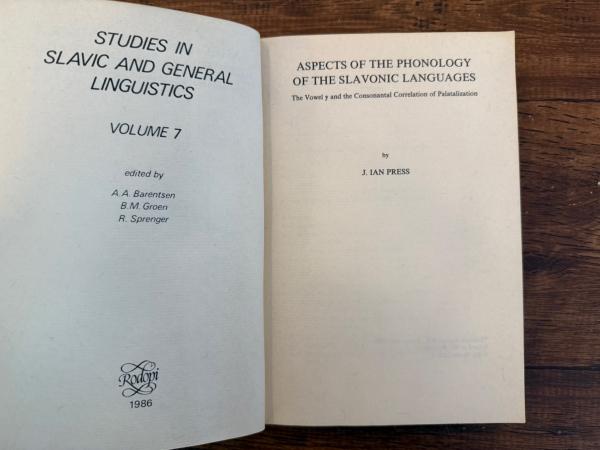 STUDIES IN
SLAVIC AND GENERAL
LINGUISTICS
VOLUME 7
edited by
A.A. Barentsen
B.M. Groen
R. Sprenger
Rodopi
1986
ASPECTS OF THE PHONOLOGY
OF THE SLAVONIC LANGUAGES
The Vowel y and the Consonantal Correlation of Palatalization
by
J. IAN PRESS